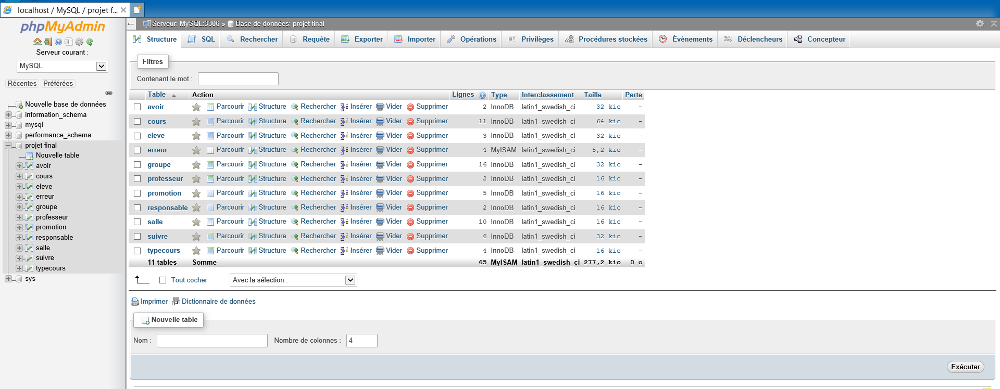 localhost / MySQL / projet f...
phpMyAdmin
Serveur courant :
MySQL
Récentes Préférées
Nouvelle base de données
information_schema
mysql
performance_schema
projet final
Nouvelle table
avoir
cours
eleve
erreur
groupe
professeur
promotion
responsable
salle
suivre
typecours
sys
Serveur: MySQL:3306 » Base de données: projet final
Structure SQL Rechercher Requête Exporter Importer Opérations Privilèges Procédures stockées Évènements Déclencheurs Concepteur
Filtres
Contenant le mot :
Table Action Lignes Type Interclassement Taille Perte
avoir Parcourir Structure Rechercher Insérer Vider Supprimer 2 InnoDB latin1_swedish_ci 32 kio -
cours Parcourir Structure Rechercher Insérer Vider Supprimer 11 InnoDB latin1_swedish_ci 64 kio -
eleve Parcourir Structure Rechercher Insérer Vider Supprimer 3 InnoDB latin1_swedish_ci 32 kio -
erreur Parcourir Structure Rechercher Insérer Vider Supprimer 4 MyISAM latin1_swedish_ci 5,2 kio -
groupe Parcourir Structure Rechercher Insérer Vider Supprimer 16 InnoDB latin1_swedish_ci 32 kio -
professeur Parcourir Structure Rechercher Insérer Vider Supprimer 2 InnoDB latin1_swedish_ci 16 kio -
promotion Parcourir Structure Rechercher Insérer Vider Supprimer 5 InnoDB latin1_swedish_ci 16 kio -
responsable Parcourir Structure Rechercher Insérer Vider Supprimer 2 InnoDB latin1_swedish_ci 16 kio -
salle Parcourir Structure Rechercher Insérer Vider Supprimer 10 InnoDB latin1_swedish_ci 16 kio -
suivre Parcourir Structure Rechercher Insérer Vider Supprimer 6 InnoDB latin1_swedish_ci 32 kio -
typecours Parcourir Structure Rechercher Insérer Vider Supprimer 4 InnoDB latin1_swedish_ci 16 kio -
11 tables Somme 65 MyISAM latin1_swedish_ci 277,2 kio 0 o
Tout cocher Avec la sélection :
Imprimer Dictionnaire de données
Nouvelle table
Nom : Nombre de colonnes : 4
Exécuter